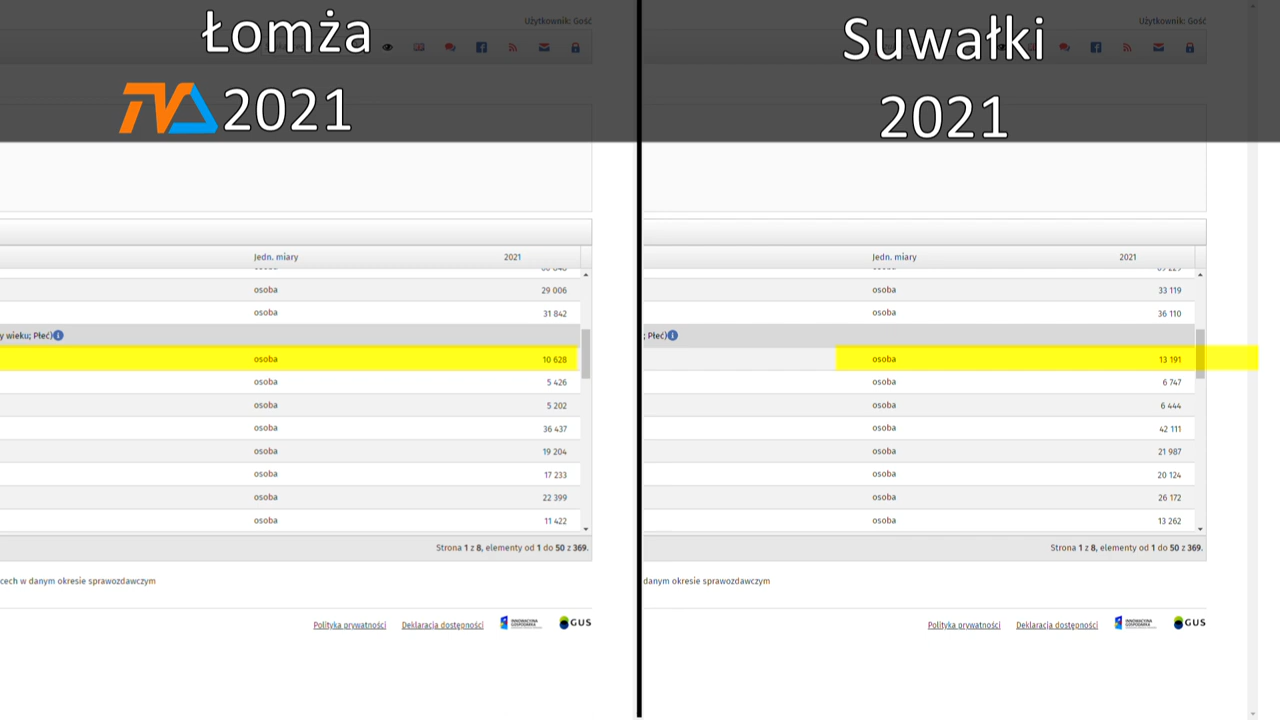 Łomża
TVA 2021
Użytkownik: Gość
Jedn. miary 2021
osoba 29 006
osoba 31 842
y wieku; Płeć)
osoba 10 628
osoba 5 426
osoba 5 202
osoba 36 437
osoba 19 204
osoba 17 233
osoba 22 399
osoba 11 422
Strona 1 z 8, elementy od 1 do 50 z 369.
cech w danym okresie sprawozdawczym
Polityka prywatności Deklaracja dostępności GUS
Suwałki
2021
Użytkownik: Gość
Jedn. miary 2021
osoba 33 119
osoba 36 110
; Płeć)
osoba 13 191
osoba 6 747
osoba 6 444
osoba 42 111
osoba 21 987
osoba 20 124
osoba 26 172
osoba 13 262
Strona 1 z 8, elementy od 1 do 50 z 369.
danym okresie sprawozdawczym
Polityka prywatności Deklaracja dostępności GUS